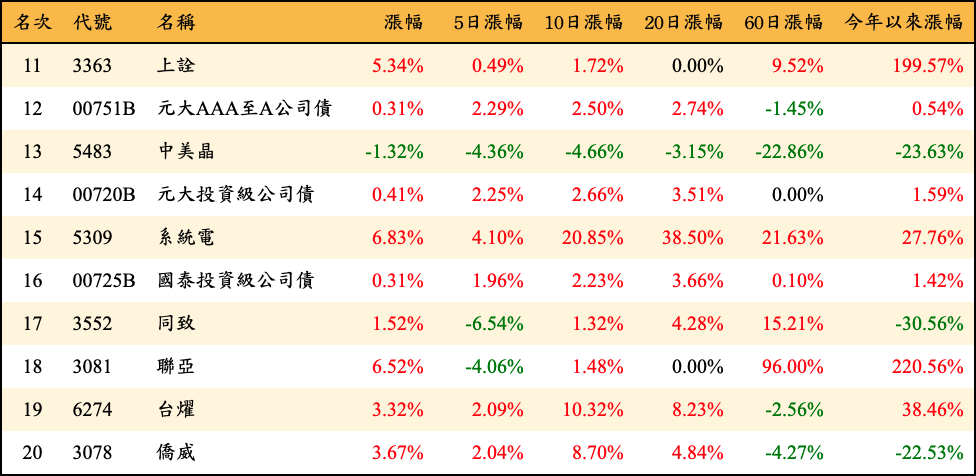 名次 代號 名稱 漲幅 5日漲幅 10日漲幅 20日漲幅 60日漲幅 今年以來漲幅
11 3363 上詮 5.34% 0.49% 1.72% 0.00% 9.52% 199.57%
12 00751B 元大AAA至A公司債 0.31% 2.29% 2.50% 2.74% -1.45% 0.54%
13 5483 中美晶 -1.32% -4.36% -4.66% -3.15% -22.86% -23.63%
14 00720B 元大投資級公司債 0.41% 2.25% 2.66% 3.51% 0.00% 1.59%
15 5309 系統電 6.83% 4.10% 20.85% 38.50% 21.63% 27.76%
16 00725B 國泰投資級公司債 0.31% 1.96% 2.23% 3.66% 0.10% 1.42%
17 3552 同致 1.52% -6.54% 1.32% 4.28% 15.21% -30.56%
18 3081 聯亞 6.52% -4.06% 1.48% 0.00% 96.00% 220.56%
19 6274 台燿 3.32% 2.09% 10.32% 8.23% -2.56% 38.46%
20 3078 僑威 3.67% 2.04% 8.70% 4.84% -4.27% -22.53%